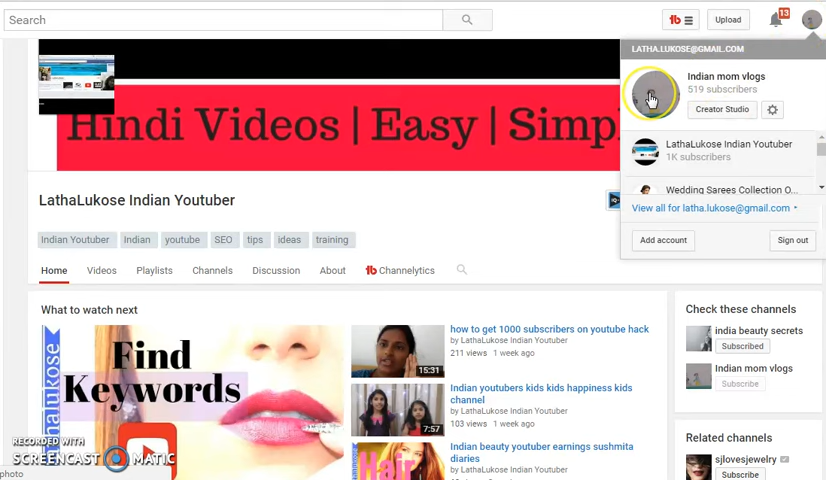 Search
tb
Upload
13
LATHA.LUKOSE@GMAIL.COM
Indian mom vlogs
519 subscribers
Creator Studio
LathaLukose Indian Youtuber
1K subscribers
Wedding Sarees Collection O...
View all for latha.lukose@gmail.com
Add account
Sign out
Hindi Videos | Easy | Simp
LathaLukose Indian Youtuber
Indian Youtuber
Indian
youtube
SEO
tips
ideas
training
Home
Videos
Playlists
Channels
Discussion
About
tb Channelytics
What to watch next
Find
Keywords
15:31
how to get 1000 subscribers on youtube hack
by LathaLukose Indian Youtuber
211 views 1 week ago
7:57
Indian youtubers kids kids happiness kids
channel
by LathaLukose Indian Youtuber
103 views 1 week ago
Hair
Indian beauty youtuber earnings sushmita
diaries
by LathaLukose Indian Youtuber
Check these channels
india beauty secrets
Subscribed
Indian mom vlogs
Subscribe
Related channels
sjlovesjewelry
Subscribe
RECORDED WITH
SCREENCAST MATIC
photo